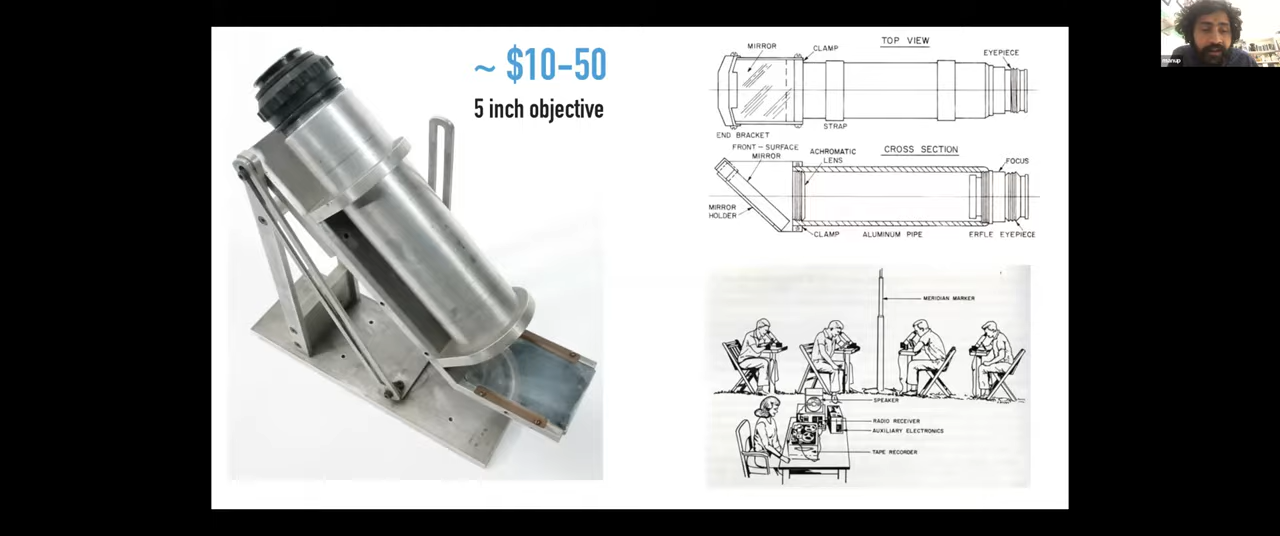 ~ $10-50
5 inch objective
TOP VIEW
MIRROR
CLAMP
EYEPIECE
END BRACKET
STRAP
CROSS SECTION
FRONT-SURFACE
MIRROR
ACHROMATIC
LENS
FOCUS
MIRROR
HOLDER
CLAMP
ALUMINUM PIPE
ERFLE EYEPIECE
MERIDIAN MARKER
SPEAKER
RADIO RECEIVER
AUXILIARY ELECTRONICS
TAPE RECORDER
manup